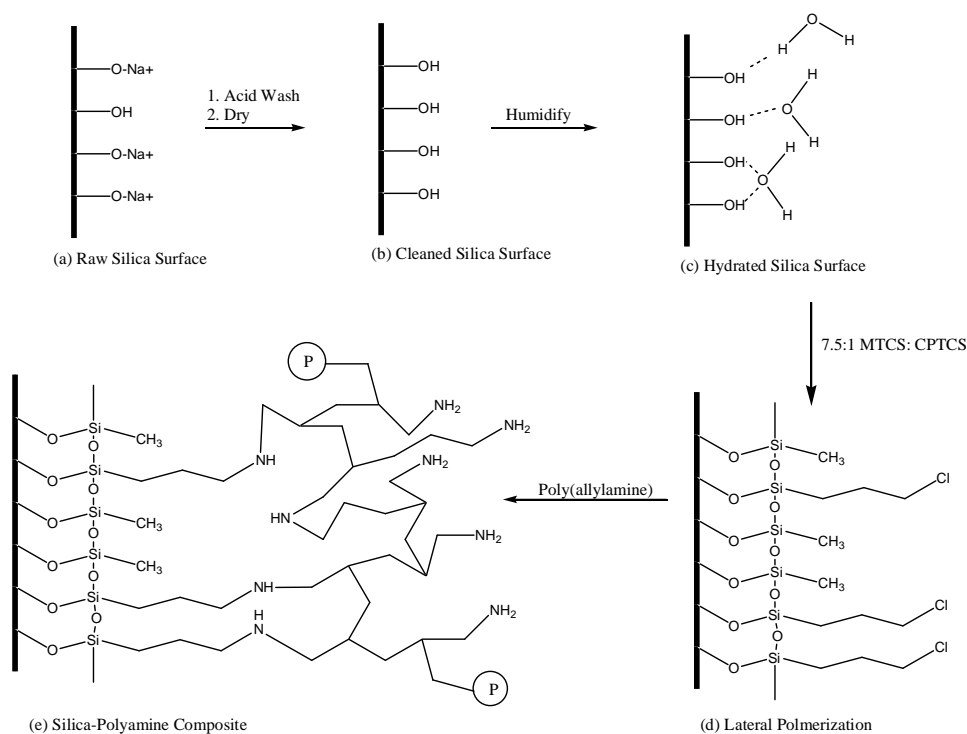 O-Na+
OH
O-Na+
O-Na+
(a) Raw Silica Surface
1. Acid Wash
2. Dry
OH
OH
OH
OH
(b) Cleaned Silica Surface
Humidify
O
H
H
OH
H
OH
O
H
OH
H
O
OH
H
(c) Hydrated Silica Surface
7.5:1 MTCS: CPTCS
Si
O
CH3
O
Si
Cl
O
O
Si
O
CH3
O
Si
O
CH3
O
Si
Cl
O
O
Si
Cl
O
(d) Lateral Polmerization
Poly(allylamine)
P
NH2
Si
O
CH3
O
NH2
Si
NH
O
NH2
O
Si
HN
O
CH3
O
NH2
Si
O
CH3
O
NH
Si
O
NH2
O
H
N
Si
O
P
(e) Silica-Polyamine Composite